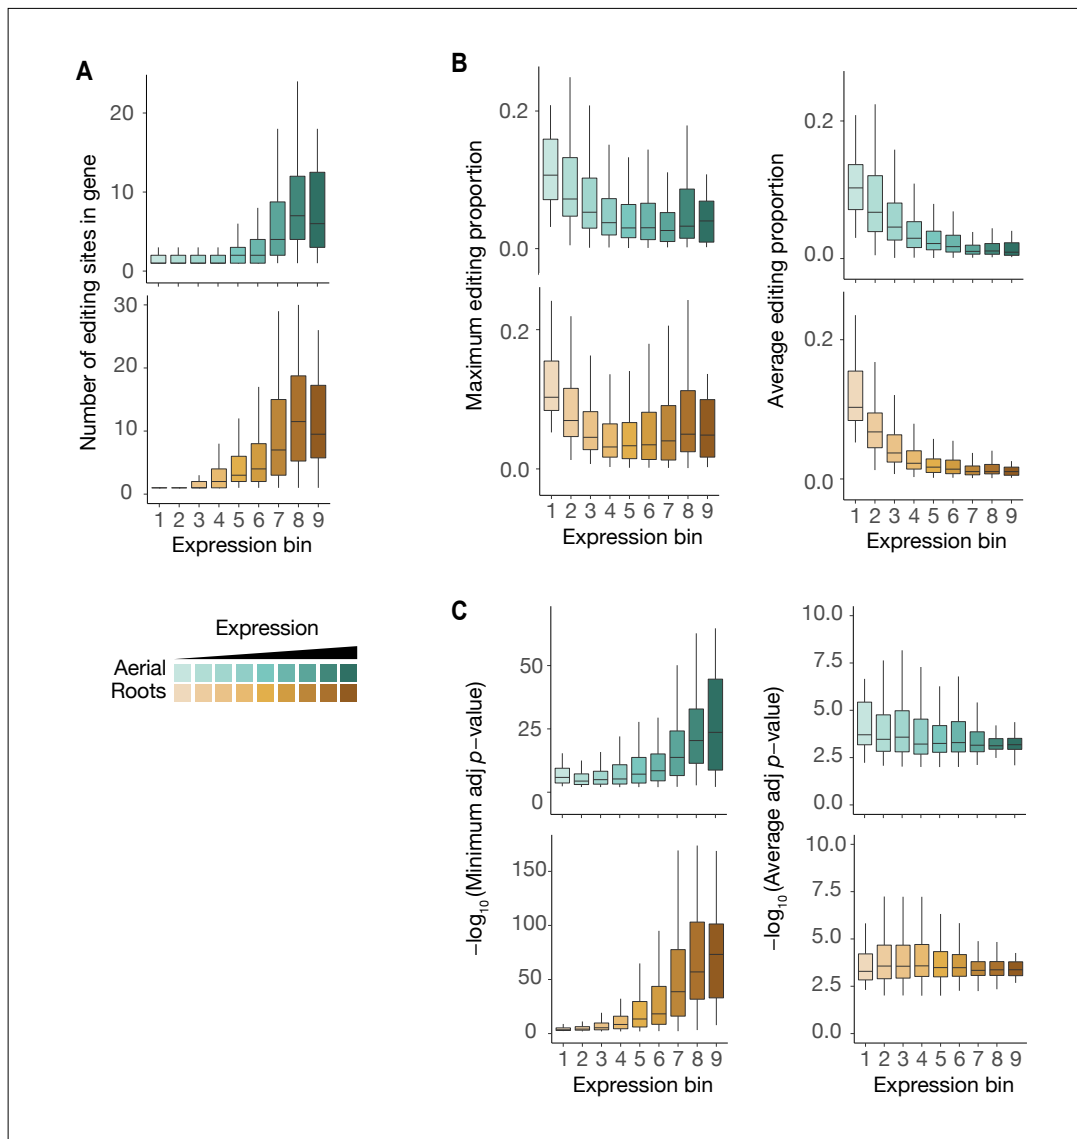 A
Number of editing sites in gene
20
10
0
30
20
10
0
1 2 3 4 5 6 7 8 9
Expression bin
B
Maximum editing proportion
0.2
0.0
0.2
0.0
1 2 3 4 5 6 7 8 9
Expression bin
Average editing proportion
0.2
0.0
0.2
0.0
1 2 3 4 5 6 7 8 9
Expression bin
Expression
Aerial
Roots
C
−log10(Minimum adj p−value)
50
25
0
150
100
50
0
1 2 3 4 5 6 7 8 9
Expression bin
−log10(Average adj p−value)
10.0
7.5
5.0
2.5
0.0
10.0
7.5
5.0
2.5
0.0
1 2 3 4 5 6 7 8 9
Expression bin